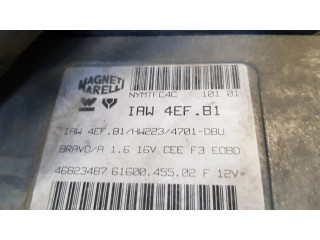 MAGNETI
MARELLI
NYMTFC4C 101 01
IAW 4EF.B1
IAW 4EF.B1/HW223/4701-DBU
BRAVO/A 1.6 16V CEE F3 EOBD
46823487 61600.455.02 F 12V